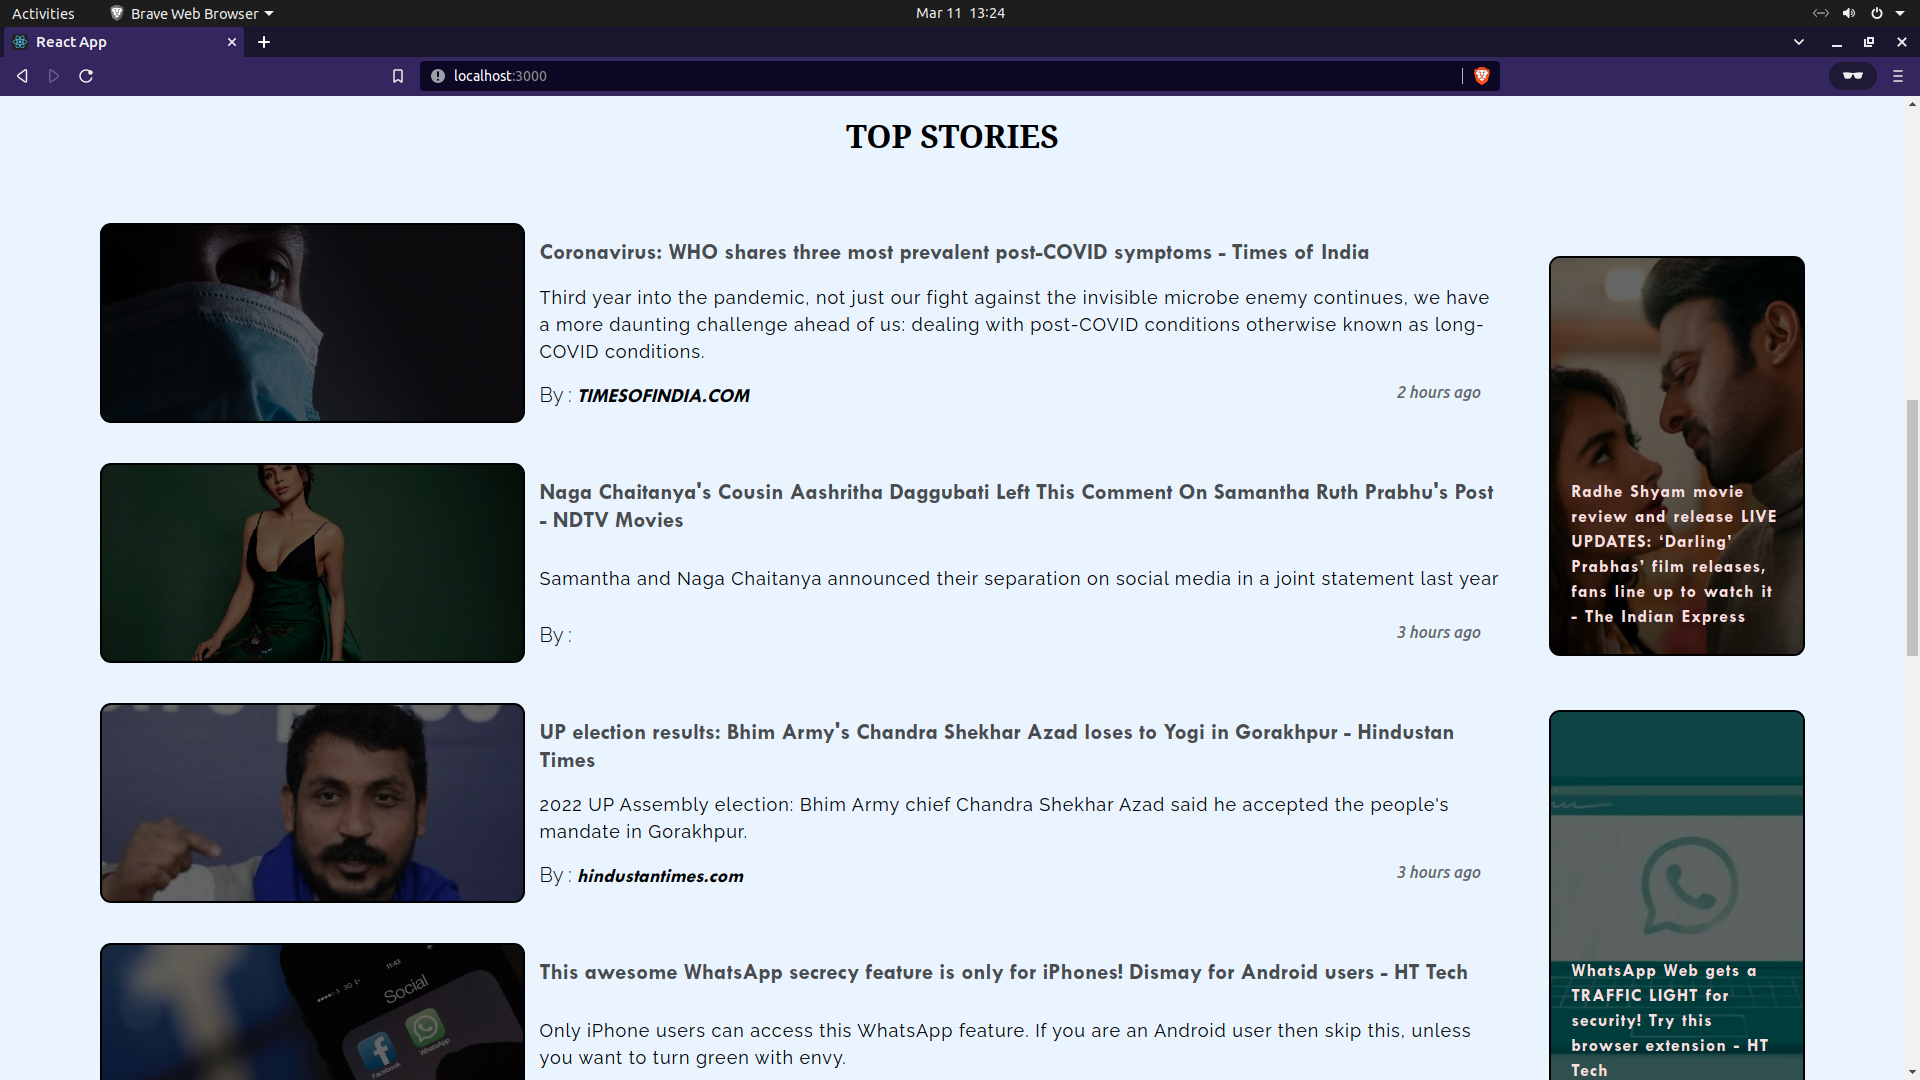 Activities
Brave Web Browser
Mar 11 13:24
React App
localhost:3000
TOP STORIES
Coronavirus: WHO shares three most prevalent post-COVID symptoms - Times of India
Third year into the pandemic, not just our fight against the invisible microbe enemy continues, we have
a more daunting challenge ahead of us: dealing with post-COVID conditions otherwise known as long-
COVID conditions.
By : TIMESOFINDIA.COM
2 hours ago
Naga Chaitanya's Cousin Aashritha Daggubati Left This Comment On Samantha Ruth Prabhu's Post
- NDTV Movies
Samantha and Naga Chaitanya announced their separation on social media in a joint statement last year
By :
3 hours ago
UP election results: Bhim Army's Chandra Shekhar Azad loses to Yogi in Gorakhpur - Hindustan
Times
2022 UP Assembly election: Bhim Army chief Chandra Shekhar Azad said he accepted the people's
mandate in Gorakhpur.
By : hindustantimes.com
3 hours ago
11:43
3G
Social
Facebook
WhatsApp
This awesome WhatsApp secrecy feature is only for iPhones! Dismay for Android users - HT Tech
Only iPhone users can access this WhatsApp feature. If you are an Android user then skip this, unless
you want to turn green with envy.
Radhe Shyam movie
review and release LIVE
UPDATES: ‘Darling’
Prabhas’ film releases,
fans line up to watch it
- The Indian Express
WhatsApp Web gets a
TRAFFIC LIGHT for
security! Try this
browser extension - HT
Tech